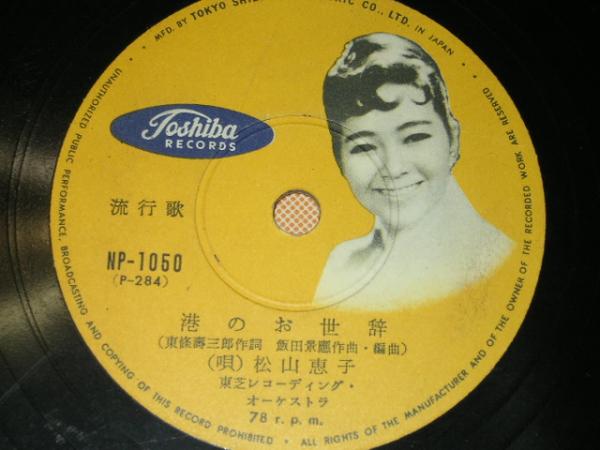 MFD. BY TOKYO CO., LTD. IN JAPAN
Toshiba
RECORDS
流行歌
NP-1050
(P-284)
港のお世辞
(東條壽三郎作詞 飯田景應作曲・編曲)
(唄)松山恵子
東芝レコーディング・
オーケストラ
78 r.p.m.
UNAUTHORIZED PUBLIC PERFORMANCE, BROADCASTING AND COPYING OF THIS RECORD PROHIBITED • ALL RIGHTS OF THE MANUFACTURER AND OF THE OWNER OF THE RECORDED WORK ARE RESERVED